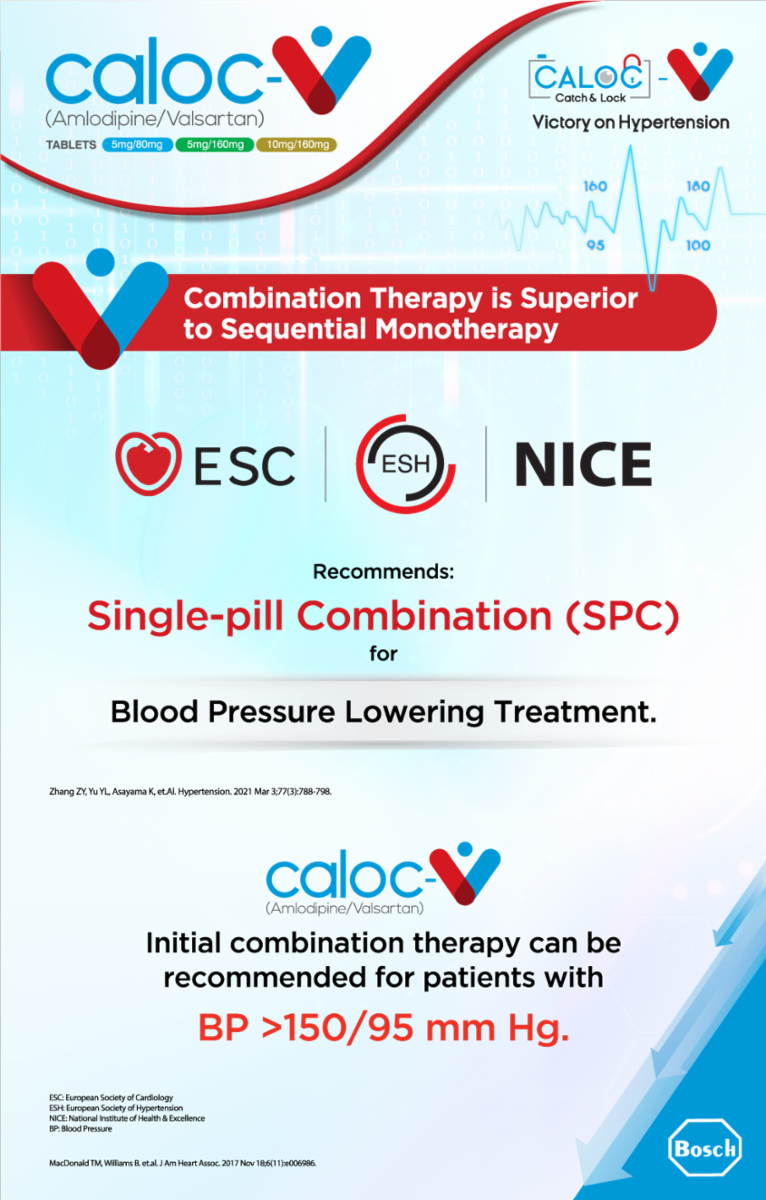 caloc-V
(Amlodipine/Valsartan)
TABLETS 5mg/80mg 5mg/160mg 10mg/160mg
CALOC -V
Catch & Lock
Victory on Hypertension
160 180
95 100
Combination Therapy is Superior
to Sequential Monotherapy
ESC ESH NICE
Recommends:
Single-pill Combination (SPC)
for
Blood Pressure Lowering Treatment.
Zhang ZY, Yu YL, Asayama K, et.Al. Hypertension. 2021 Mar 3;77(3):788-798.
caloc-V
(Amlodipine/Valsartan)
Initial combination therapy can be
recommended for patients with
BP >150/95 mm Hg.
ESC: European Society of Cardiology
ESH: European Society of Hypertension
NICE: National Institute of Health & Excellence
BP: Blood Pressure
MacDonald TM, Williams B. et.al. J Am Heart Assoc. 2017 Nov 18;6(11):e006986.
Bosch